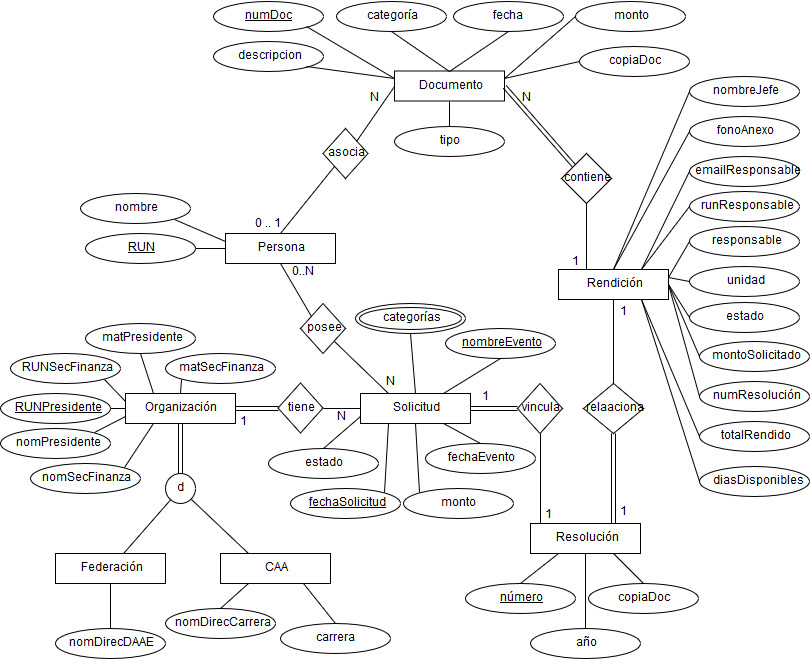 numDoc
categoría
fecha
monto
descripcion
copiaDoc
Documento
nombreJefe
N
N
tipo
fonoAnexo
asocia
contiene
emailResponsable
nombre
0 .. 1
runResponsable
RUN
Persona
responsable
1
0..N
Rendición
unidad
categorías
1
estado
posee
matPresidente
nombreEvento
montoSolicitado
RUNSecFinanza
matSecFinanza
N
1
numResolución
RUNPresidente
Organización
tiene
Solicitud
vincula
relaaciona
1
N
nomPresidente
totalRendido
estado
fechaEvento
nomSecFinanza
diasDisponibles
d
fechaSolicitud
monto
1
1
Resolución
Federación
CAA
número
copiaDoc
nomDirecCarrera
nomDirecDAAE
carrera
año